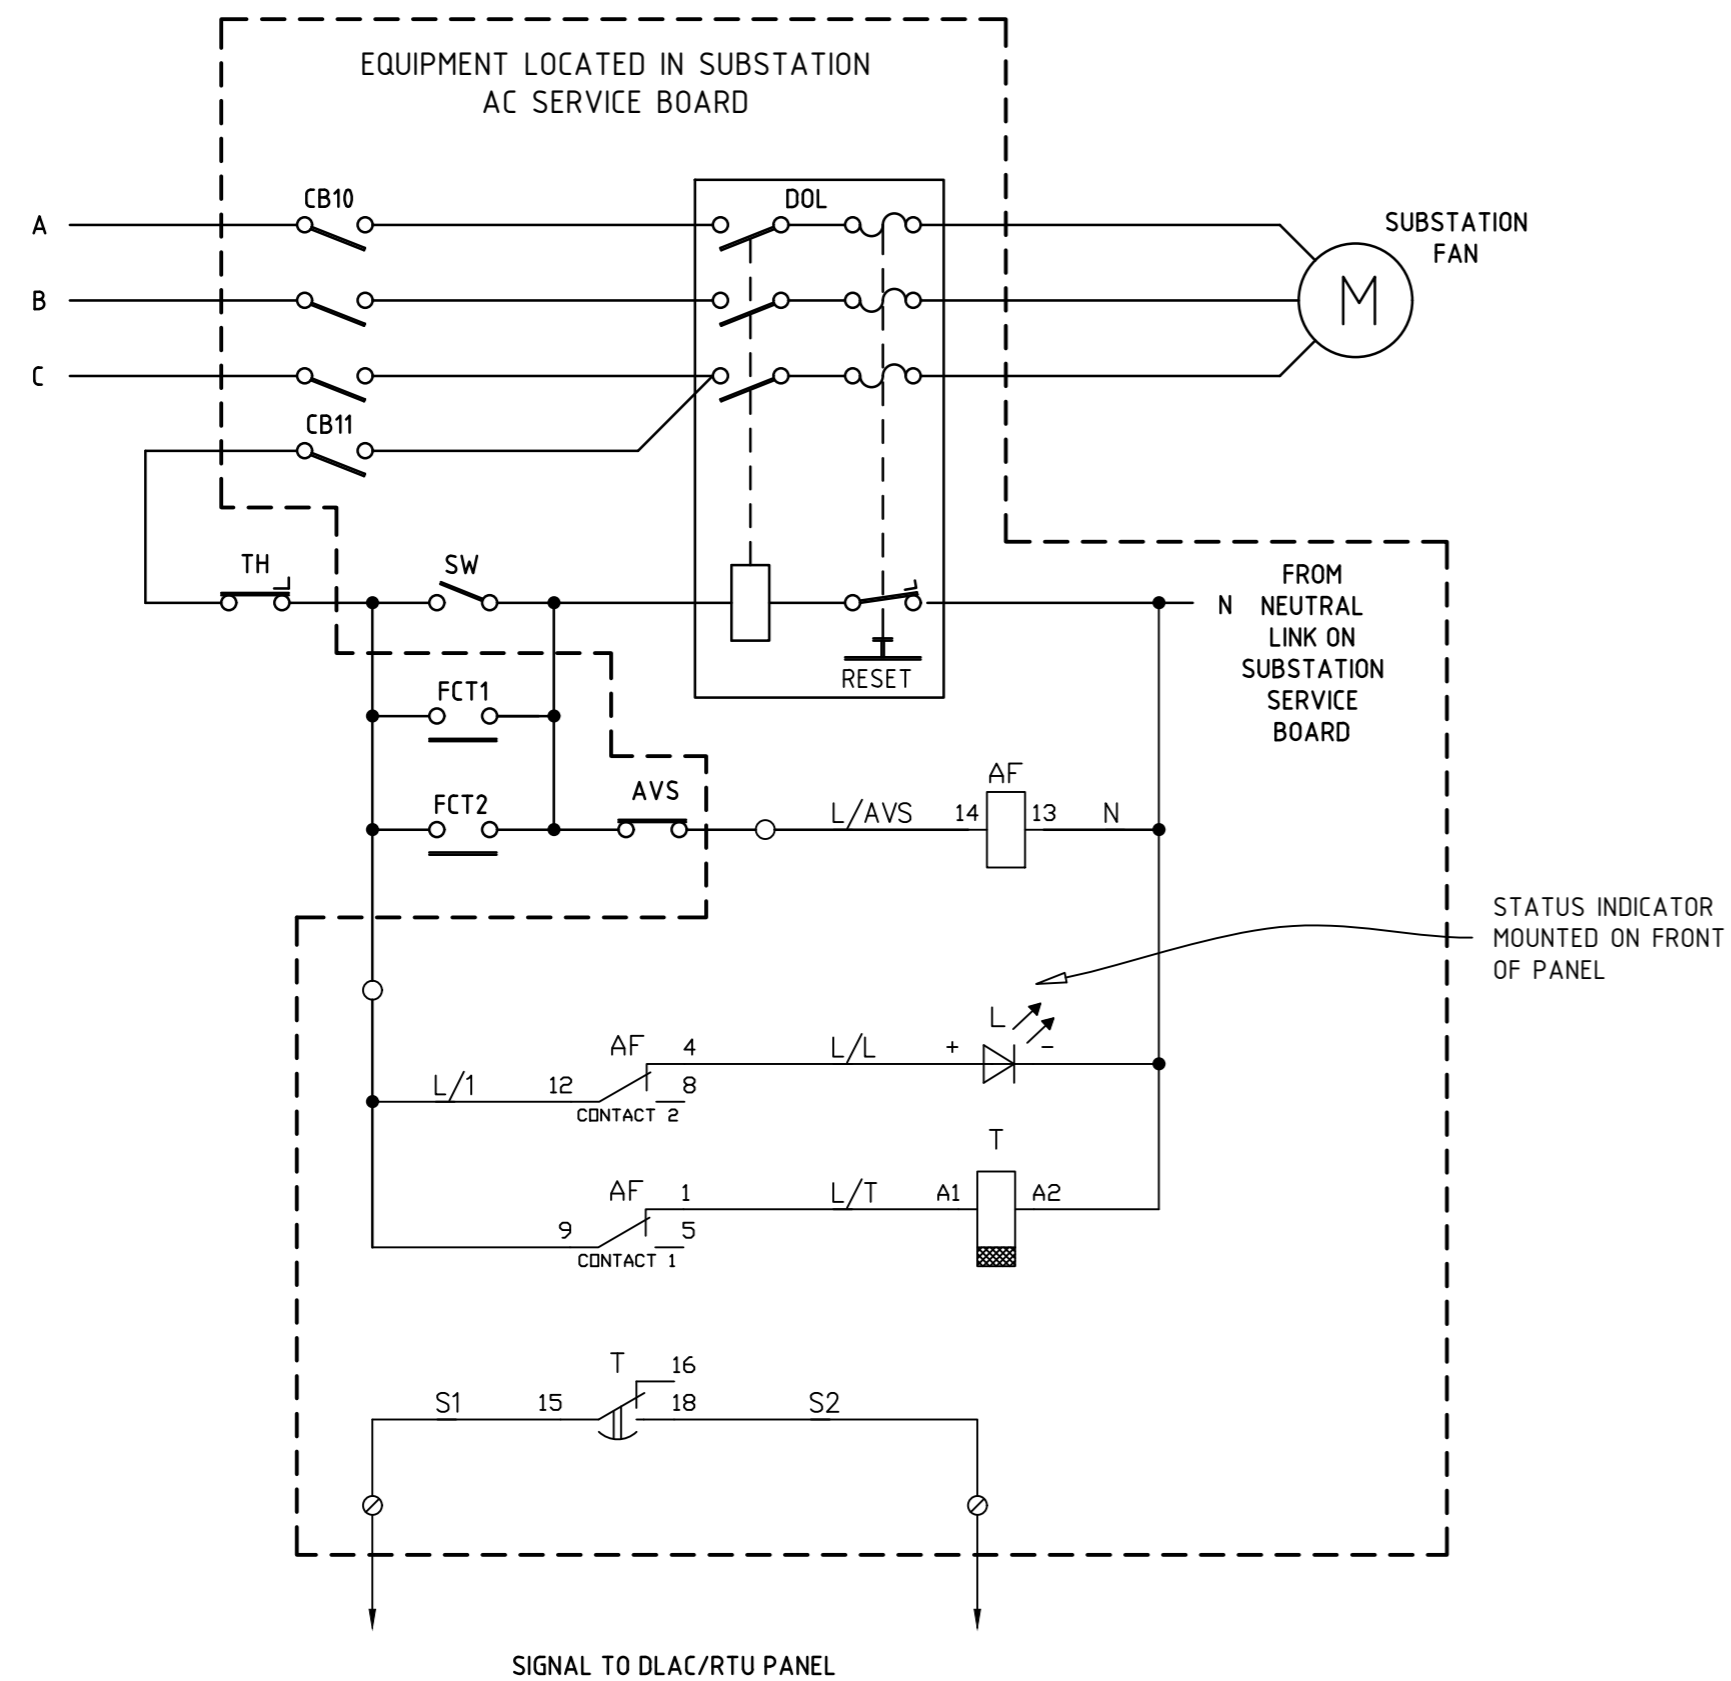 EQUIPMENT LOCATED IN SUBSTATION
AC SERVICE BOARD
CB10
DOL
A
SUBSTATION
FAN
B
M
C
CB11
TH
SW
FROM
N NEUTRAL
LINK ON
SUBSTATION
SERVICE
BOARD
RESET
FCT1
FCT2
AVS
L/AVS
14
AF
13
N
STATUS INDICATOR
MOUNTED ON FRONT
OF PANEL
L/1
12
AF
4
8
CONTACT 2
L/L
+
L
-
9
AF
1
5
CONTACT 1
L/T
A1
T
A2
S1
15
T
16
18
S2
SIGNAL TO DLAC/RTU PANEL